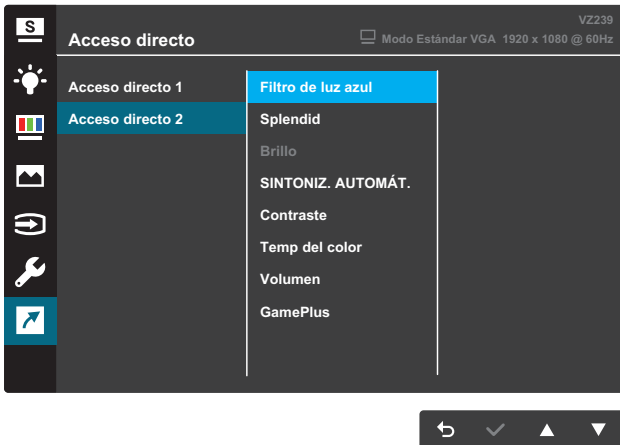 S
VZ239
Acceso directo
Modo Estándar VGA 1920 x 1080 @ 60Hz
Acceso directo 1
Acceso directo 2
Filtro de luz azul
Splendid
Brillo
SINTONIZ. AUTOMÁT.
Contraste
Temp del color
Volumen
GamePlus